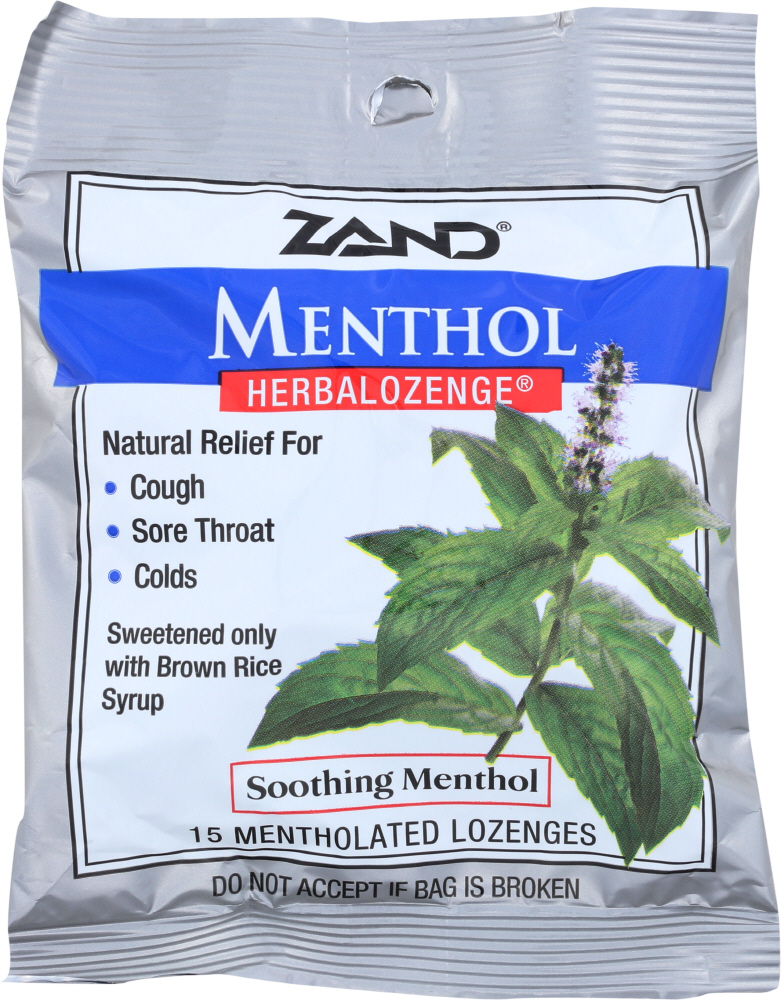 ZAND®
MENTHOL
HERBALOZENGE®
Natural Relief For
• Cough
• Sore Throat
• Colds
Sweetened only
with Brown Rice
Syrup
Soothing Menthol
15 MENTHOLATED LOZENGES
DO NOT ACCEPT IF BAG IS BROKEN